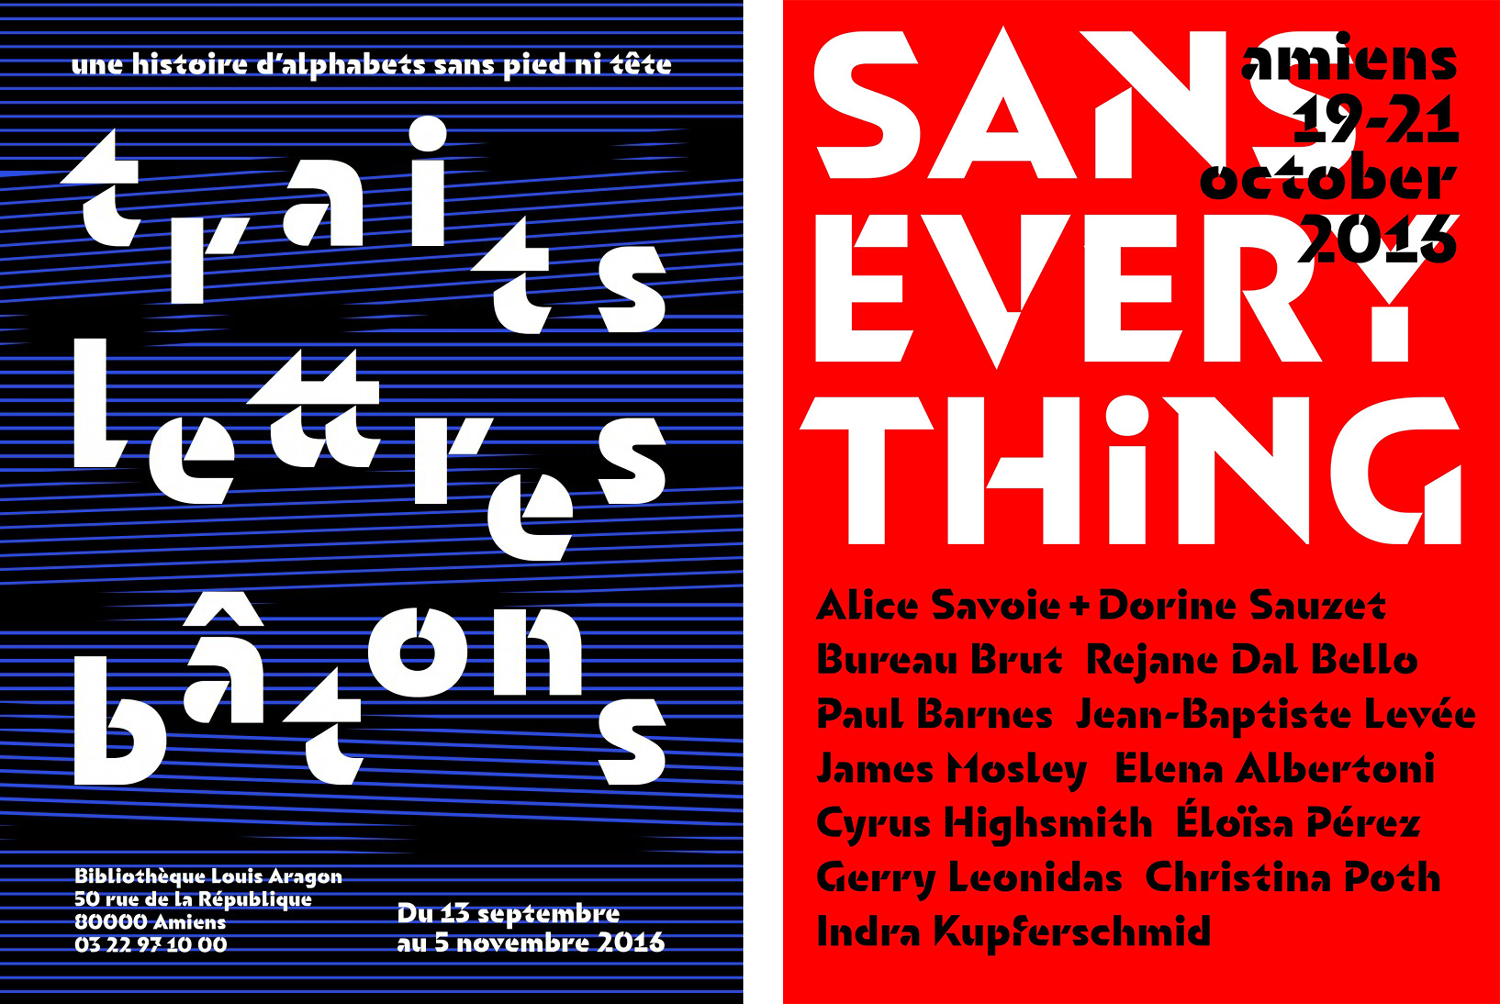 une histoire d'alphabets sans pied ni tête
traits
lettres
bâtons
Bibliothèque Louis Aragon
50 rue de la République
80000 Amiens
03 22 97 10 00
Du 13 septembre
au 5 novembre 2016
SANS
EVERY
THiNG
amiens
19-21
october
2016
Alice Savoie + Dorine Sauzet
Bureau Brut Rejane Dal Bello
Paul Barnes Jean-Baptiste Levée
James Mosley Elena Albertoni
Cyrus Highsmith Éloïsa Pérez
Gerry Leonidas Christina Poth
Indra Kupferschmid